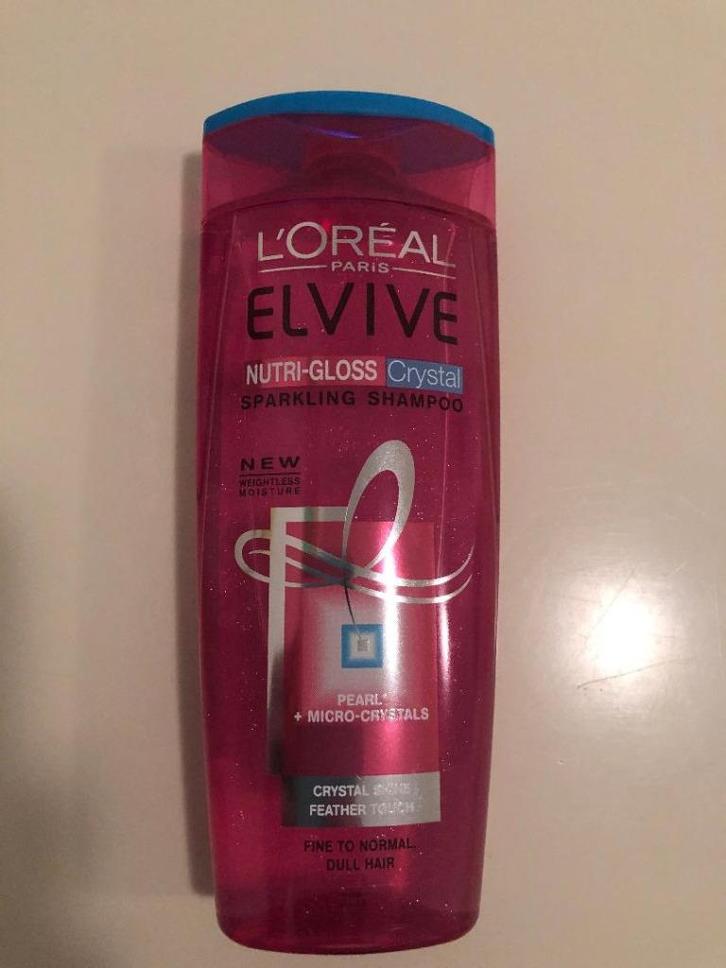 L'ORÉAL
PARIS
ELVIVE
NUTRI-GLOSS Crystal
SPARKLING SHAMPOO
NEW
WEIGHTLESS
MOISTURE
PEARL*
+ MICRO-CRYSTALS
CRYSTAL SHINE
FEATHER TOUCH
FINE TO NORMAL,
DULL HAIR